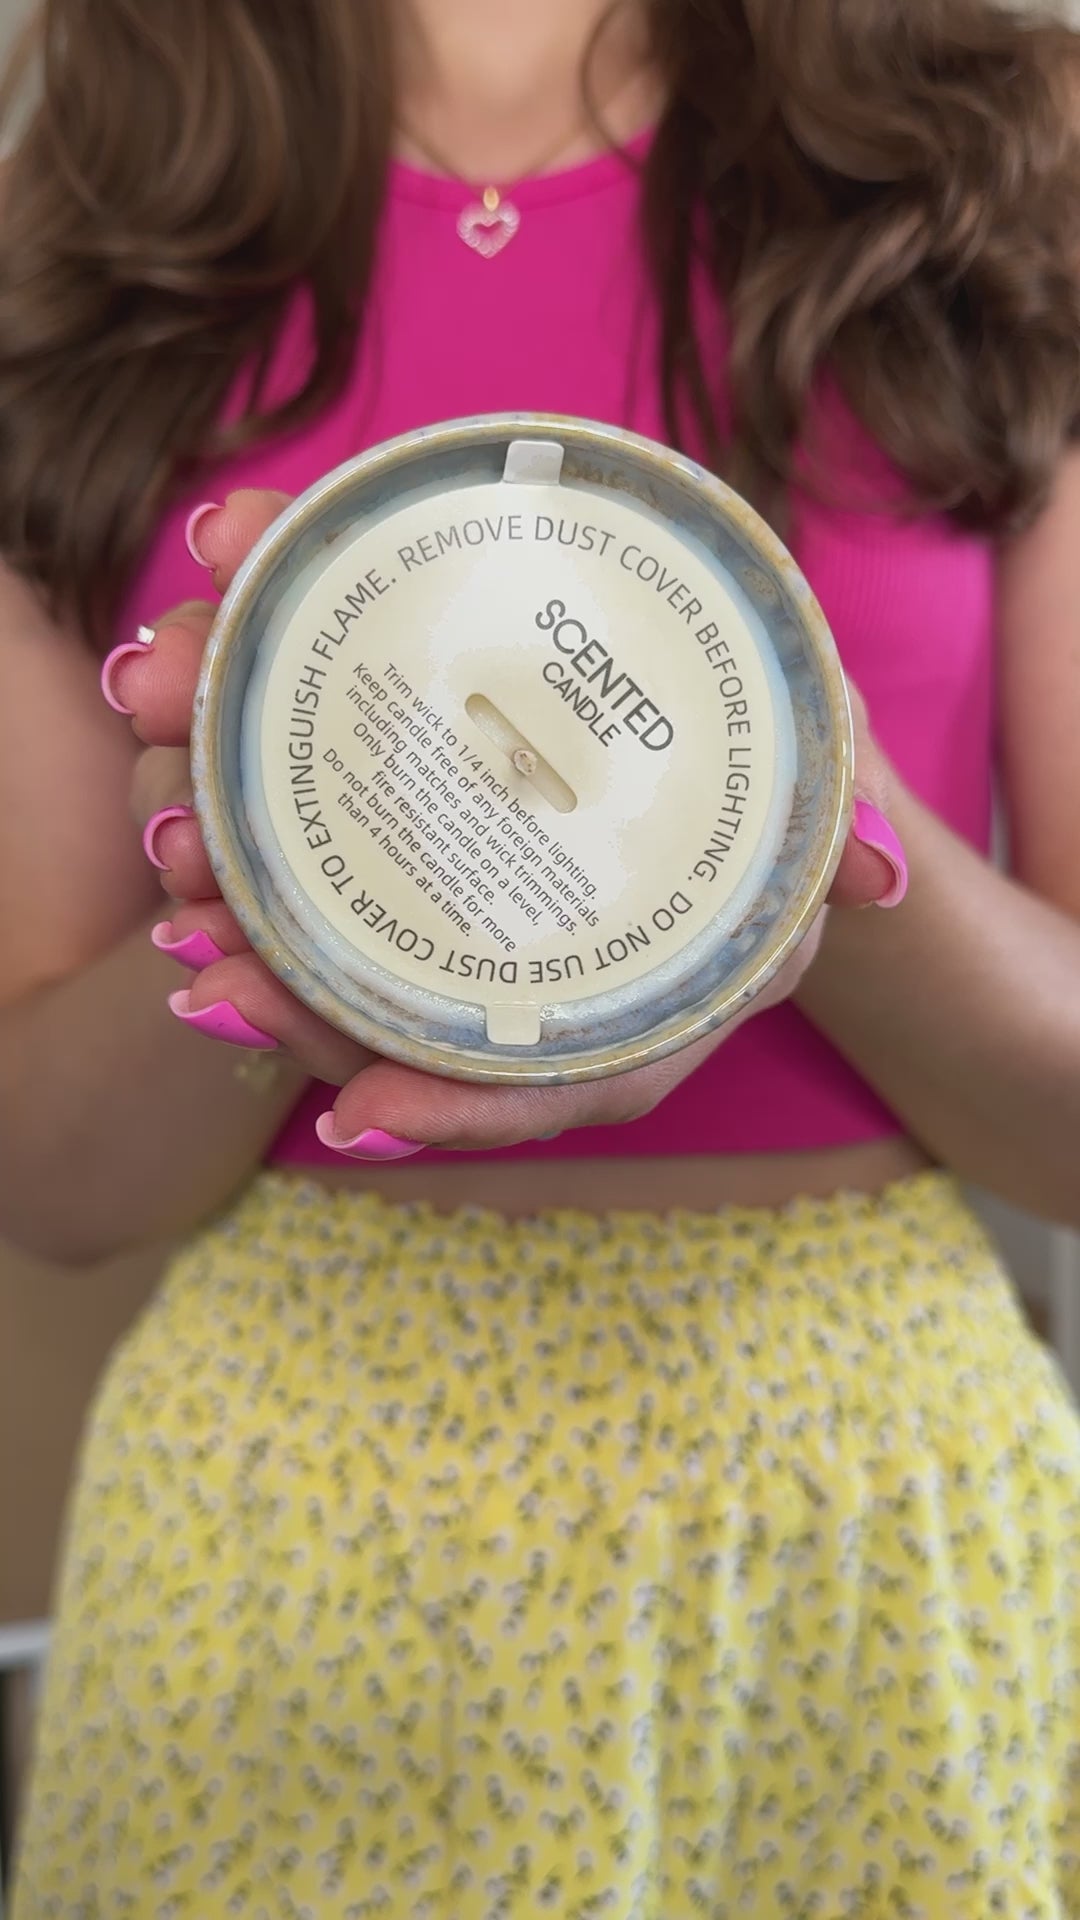 REMOVE DUST COVER BEFORE LIGHTING. DO NOT USE DUST COVER TO EXTINGUISH FLAME.
SCENTED
CANDLE
Trim wick to 1/4 inch before lighting.
Keep candle free of any foreign materials
including matches and wick trimmings.
Only burn the candle on a level,
fire resistant surface.
Do not burn the candle for more
than 4 hours at a time.